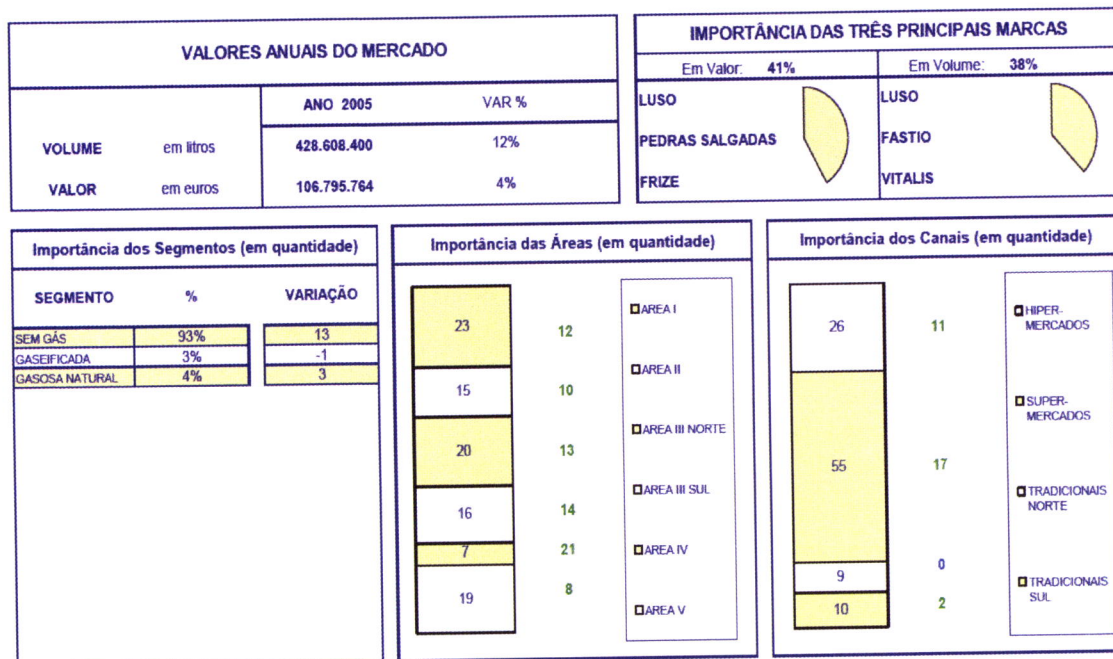 VALORES ANUAIS DO MERCADO
ANO 2005 VAR %
VOLUME em litros 428.608.400 12%
VALOR em euros 106.795.764 4%
IMPORTÂNCIA DAS TRÊS PRINCIPAIS MARCAS
Em Valor: 41% Em Volume: 38%
LUSO LUSO
PEDRAS SALGADAS FASTIO
FRIZE VITALIS
Importância dos Segmentos (em quantidade)
SEGMENTO % VARIAÇÃO
SEM GÁS 93% 13
GASEIFICADA 3% -1
GASOSA NATURAL 4% 3
Importância das Áreas (em quantidade)
23 12 AREA I
15 10 AREA II
20 13 AREA III NORTE
16 14 AREA III SUL
7 21 AREA IV
19 8 AREA V
Importância dos Canais (em quantidade)
26 11 HIPER-
MERCADOS
55 17 SUPER-
MERCADOS
9 0 TRADICIONAIS
NORTE
10 2 TRADICIONAIS
SUL